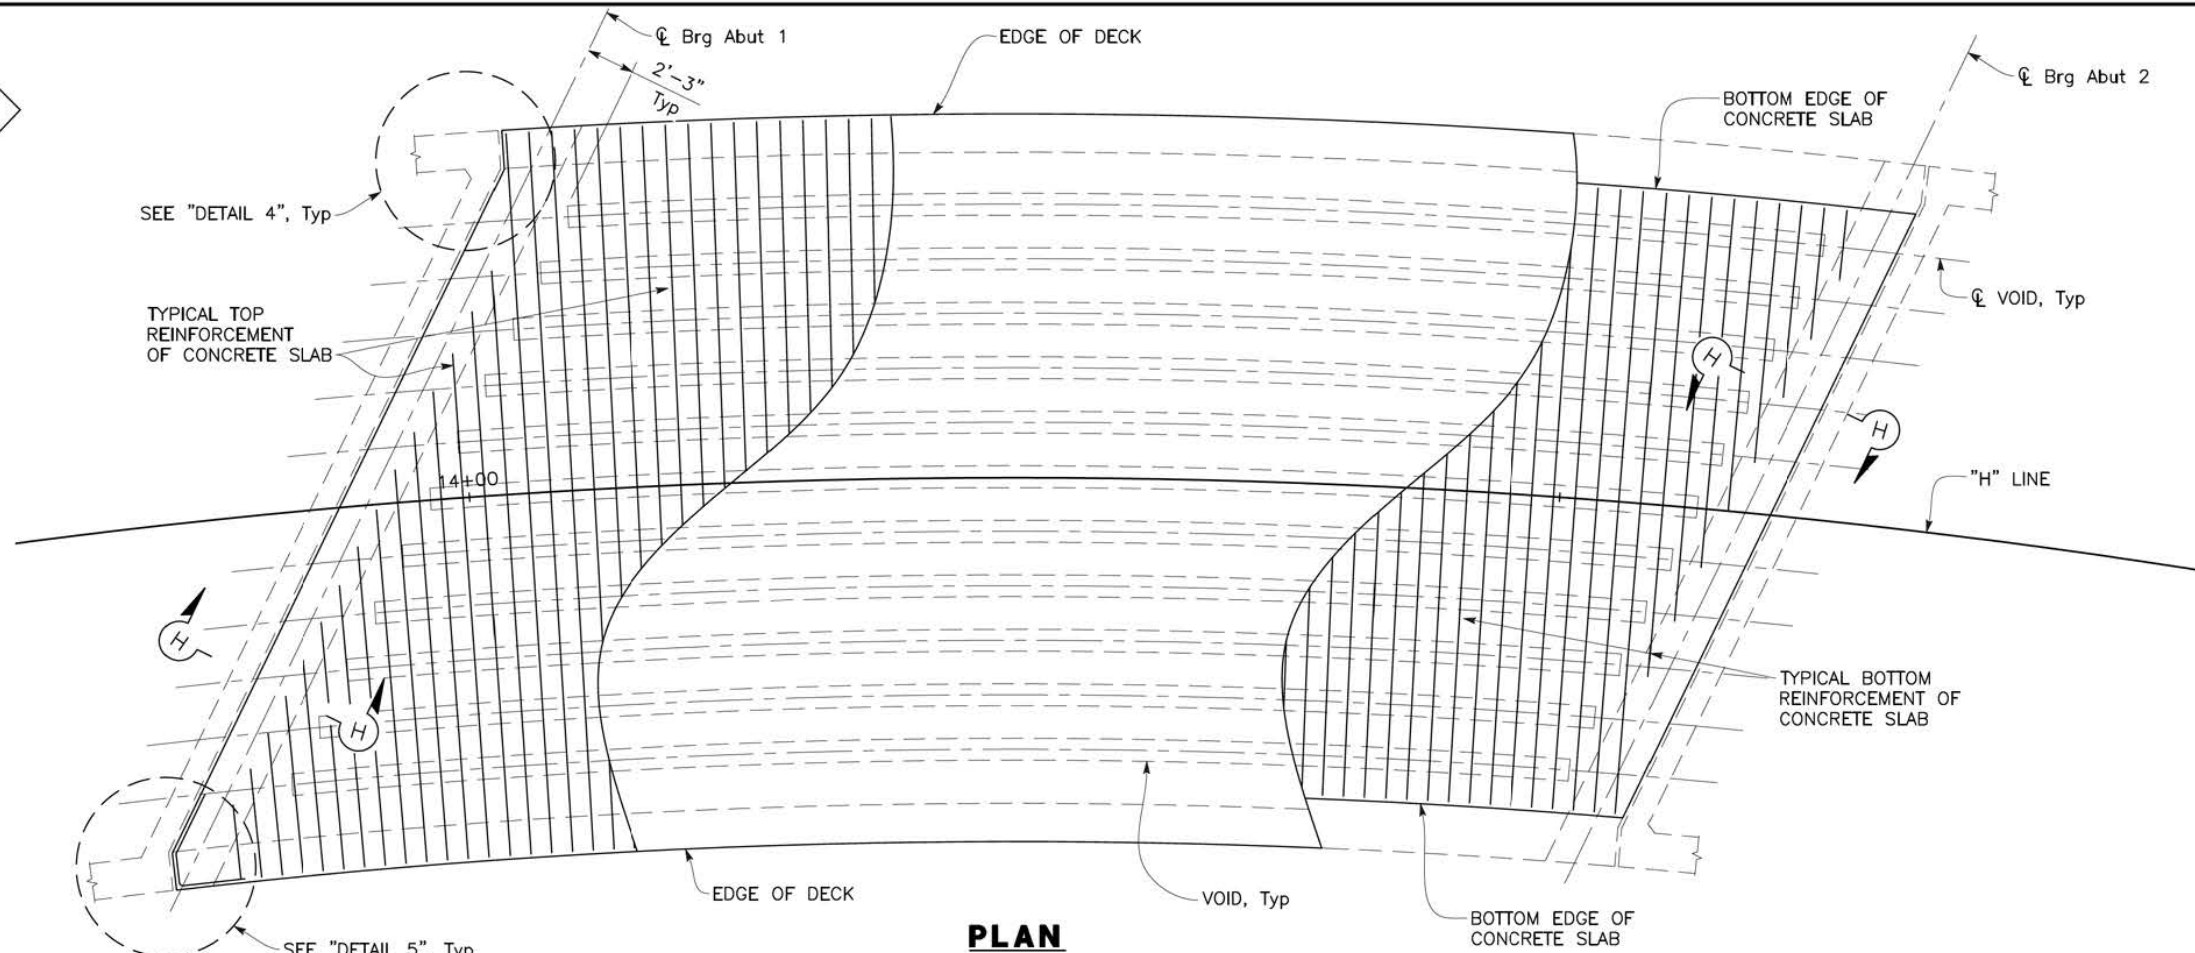 ℄ Brg Abut 1
EDGE OF DECK
2'-3"
Typ
℄ Brg Abut 2
BOTTOM EDGE OF
CONCRETE SLAB
SEE "DETAIL 4", Typ
TYPICAL TOP
REINFORCEMENT
OF CONCRETE SLAB
℄ VOID, Typ
H
H
14+00
"H" LINE
H
H
TYPICAL BOTTOM
REINFORCEMENT OF
CONCRETE SLAB
EDGE OF DECK
VOID, Typ
BOTTOM EDGE OF
CONCRETE SLAB
SEE "DETAIL 5", Typ
PLAN